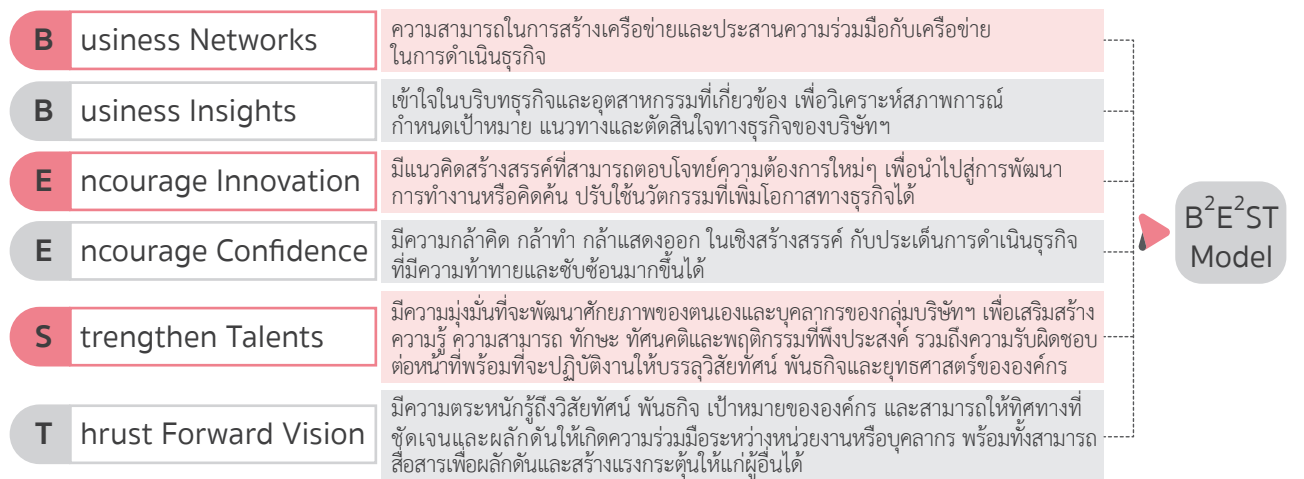 Business Networks
ความสามารถในการสร้างเครือข่ายและประสานความร่วมมือกับเครือข่าย
ในการดำเนินธุรกิจ
Business Insights
เข้าใจในบริบทธุรกิจและอุตสาหกรรมที่เกี่ยวข้อง เพื่อวิเคราะห์สภาพการณ์
กำหนดเป้าหมาย แนวทางและตัดสินใจทางธุรกิจของบริษัทฯ
Encourage Innovation
มีแนวคิดสร้างสรรค์ที่สามารถตอบโจทย์ความต้องการใหม่ๆ เพื่อนำไปสู่การพัฒนา
การทำงานหรือคิดค้น ปรับใช้นวัตกรรมที่เพิ่มโอกาสทางธุรกิจได้
Encourage Confidence
มีความกล้าคิด กล้าทำ กล้าแสดงออก ในเชิงสร้างสรรค์ กับประเด็นการดำเนินธุรกิจ
ที่มีความท้าทายและซับซ้อนมากขึ้นได้
Strengthen Talents
มีความมุ่งมั่นที่จะพัฒนาศักยภาพของตนเองและบุคลากรของกลุ่มบริษัทฯ เพื่อเสริมสร้าง
ความรู้ ความสามารถ ทักษะ ทัศนคติและพฤติกรรมที่พึงประสงค์ รวมถึงความรับผิดชอบ
ต่อหน้าที่พร้อมที่จะปฏิบัติงานให้บรรลุวิสัยทัศน์ พันธกิจและยุทธศาสตร์ขององค์กร
Thrust Forward Vision
มีความตระหนักรู้ถึงวิสัยทัศน์ พันธกิจ เป้าหมายขององค์กร และสามารถให้ทิศทางที่
ชัดเจนและผลักดันให้เกิดความร่วมมือระหว่างหน่วยงานหรือบุคลากร พร้อมทั้งสามารถ
สื่อสารเพื่อผลักดันและสร้างแรงกระตุ้นให้แก่ผู้อื่นได้
B²E²ST
Model